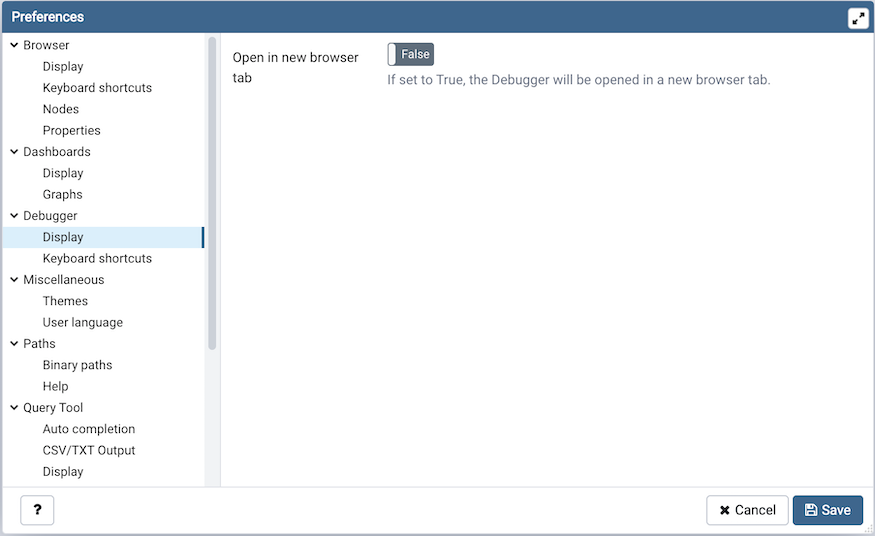 Preferences
Browser
Display
Keyboard shortcuts
Nodes
Properties
Dashboards
Display
Graphs
Debugger
Display
Keyboard shortcuts
Miscellaneous
Themes
User language
Paths
Binary paths
Help
Query Tool
Auto completion
CSV/TXT Output
Display
Open in new browser
tab
False
If set to True, the Debugger will be opened in a new browser tab.
?
Cancel
Save